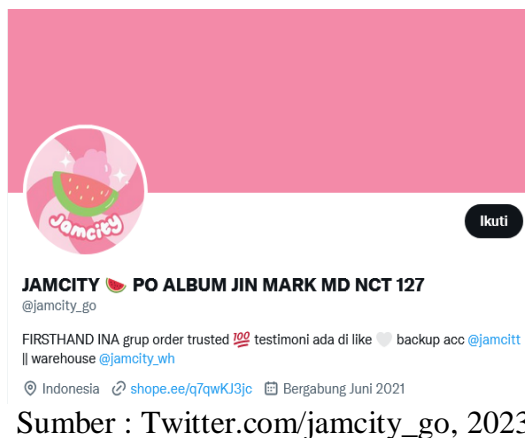 Jamcity
Ikuti
JAMCITY 🍉 PO ALBUM JIN MARK MD NCT 127
@jamcity_go
FIRSTHAND INA grup order trusted 💯 testimoni ada di like 🤍 backup acc @jamcitt
|| warehouse @jamcity_wh
Indonesia shope.ee/q7qwKJ3jc Bergabung Juni 2021
Sumber : Twitter.com/jamcity_go, 2023